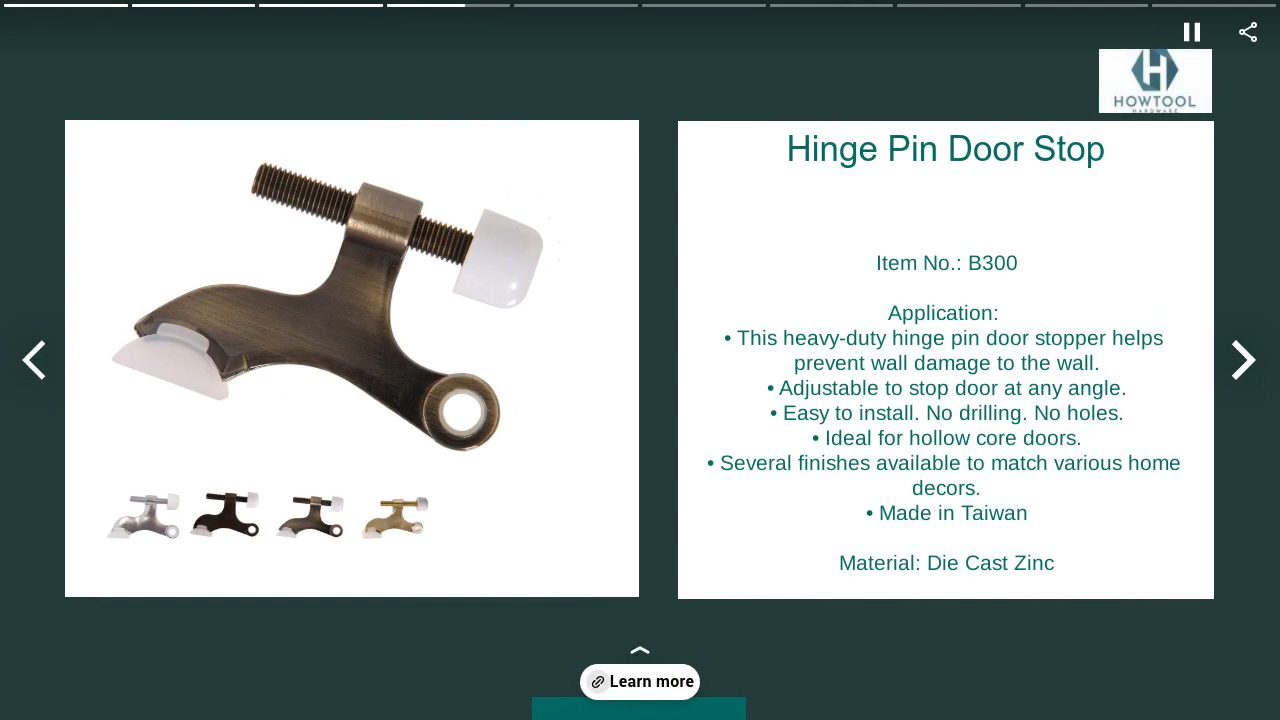 HOWTOOL
HARDWARE
Hinge Pin Door Stop
Item No.: B300
Application:
• This heavy-duty hinge pin door stopper helps
prevent wall damage to the wall.
• Adjustable to stop door at any angle.
• Easy to install. No drilling. No holes.
• Ideal for hollow core doors.
• Several finishes available to match various home
decors.
• Made in Taiwan
Material: Die Cast Zinc
Learn more